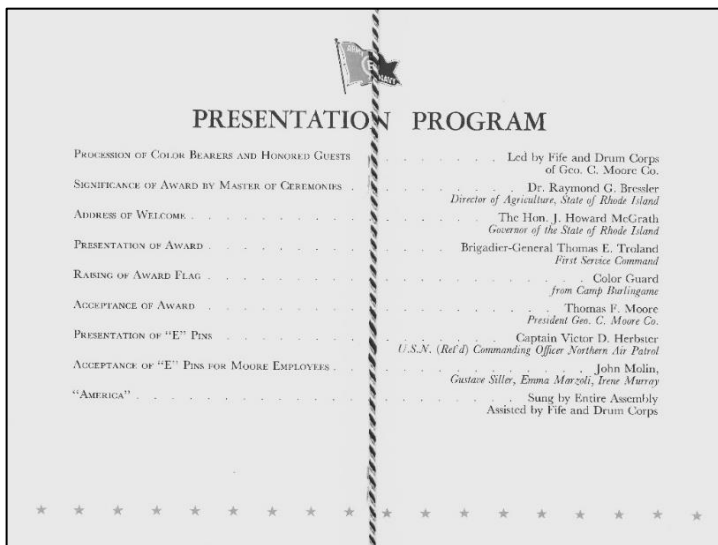 ARMY E NAVY
PRESENTATION PROGRAM
PROCESSION OF COLOR BEARERS AND HONORED GUESTS . . . . . . . Led by Fife and Drum Corps
of Geo. C. Moore Co.
SIGNIFICANCE OF AWARD BY MASTER OF CEREMONIES . . . . . . . Dr. Raymond G. Bressler
Director of Agriculture, State of Rhode Island
ADDRESS OF WELCOME . . . . . . . . . . . . . . . The Hon. J. Howard McGrath
Governor of the State of Rhode Island
PRESENTATION OF AWARD . . . . . . . . . . . . . Brigadier-General Thomas E. Troland
First Service Command
RAISING OF AWARD FLAG . . . . . . . . . . . . . . . . . . Color Guard
from Camp Burlingame
ACCEPTANCE OF AWARD . . . . . . . . . . . . . . . . . Thomas F. Moore
President Geo. C. Moore Co.
PRESENTATION OF "E" PINS . . . . . . . . . . . . . . Captain Victor D. Herbster
U.S.N. (Ret'd) Commanding Officer Northern Air Patrol
ACCEPTANCE OF "E" PINS FOR MOORE EMPLOYEES . . . . . . . . . . . John Molin,
Gustave Siller, Emma Marzoli, Irene Murray
"AMERICA" . . . . . . . . . . . . . . . . . . . Sung by Entire Assembly
Assisted by Fife and Drum Corps